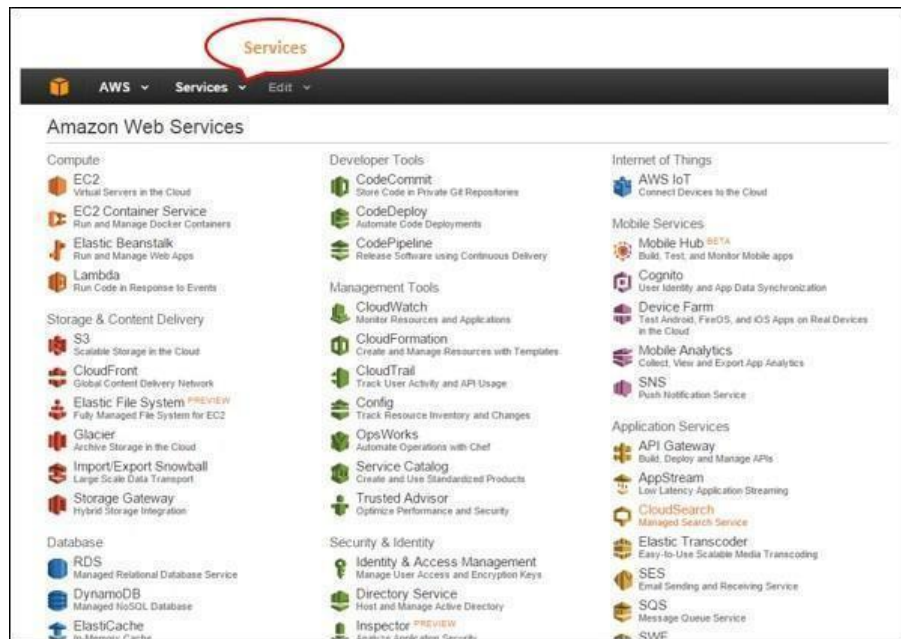 Services
AWS Services Edit
Amazon Web Services
Compute
EC2
Virtual Servers in the Cloud
EC2 Container Service
Run and Manage Docker Containers
Elastic Beanstalk
Run and Manage Web Apps
Lambda
Run Code in Response to Events
Storage & Content Delivery
S3
Scalable Storage in the Cloud
CloudFront
Global Content Delivery Network
Elastic File System PREVIEW
Fully Managed File System for EC2
Glacier
Archive Storage in the Cloud
Import/Export Snowball
Large Scale Data Transport
Storage Gateway
Hybrid Storage Integration
Database
RDS
Managed Relational Database Service
DynamoDB
Managed NoSQL Database
ElastiCache
In-Memory Cache
Developer Tools
CodeCommit
Store Code in Private Git Repositories
CodeDeploy
Automate Code Deployments
CodePipeline
Release Software using Continuous Delivery
Management Tools
CloudWatch
Monitor Resources and Applications
CloudFormation
Create and Manage Resources with Templates
CloudTrail
Track User Activity and API Usage
Config
Track Resource Inventory and Changes
OpsWorks
Automate Operations with Chef
Service Catalog
Create and Use Standardized Products
Trusted Advisor
Optimize Performance and Security
Security & Identity
Identity & Access Management
Manage User Access and Encryption Keys
Directory Service
Host and Manage Active Directory
Inspector PREVIEW
Analyze Application Security
Internet of Things
AWS IoT
Connect Devices to the Cloud
Mobile Services
Mobile Hub BETA
Build, Test, and Monitor Mobile apps
Cognito
User Identity and App Data Synchronization
Device Farm
Test Android, FireOS, and iOS Apps on Real Devices
in the Cloud
Mobile Analytics
Collect, View and Export App Analytics
SNS
Push Notification Service
Application Services
API Gateway
Build, Deploy and Manage APIs
AppStream
Low Latency Application Streaming
CloudSearch
Managed Search Service
Elastic Transcoder
Easy-to-Use Scalable Media Transcoding
SES
Email Sending and Receiving Service
SQS
Message Queue Service
SWF